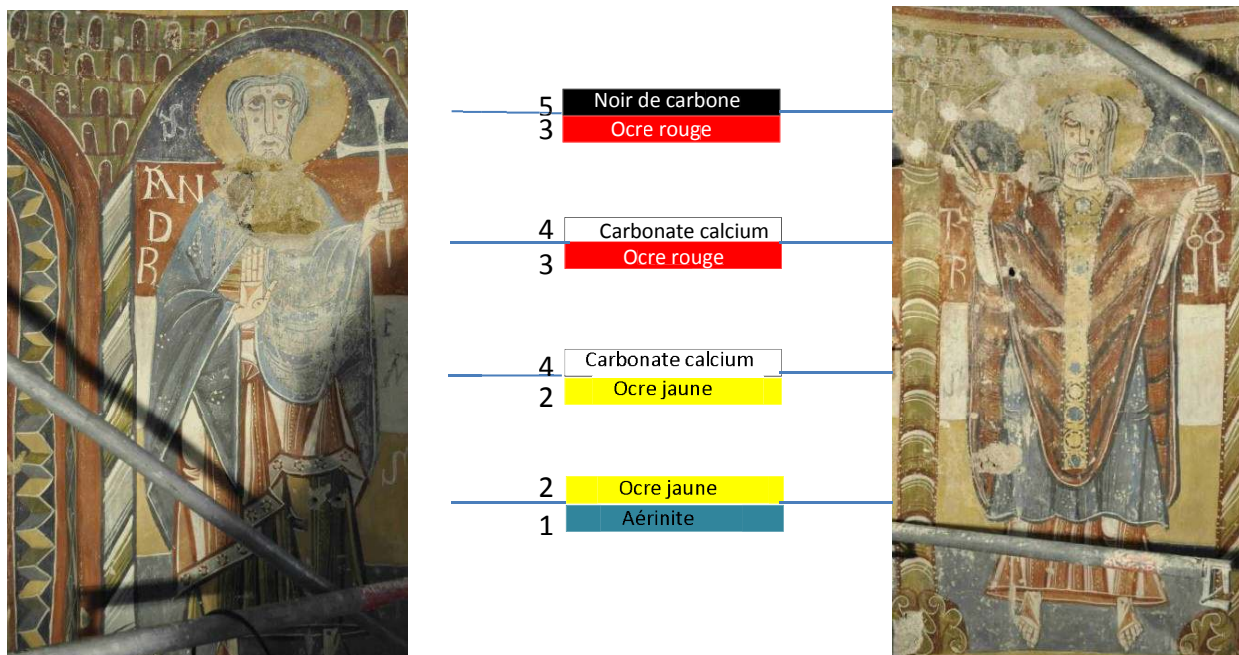 S
AN
D
R
5 Noir de carbone
3 Ocre rouge
4 Carbonate calcium
3 Ocre rouge
4 Carbonate calcium
2 Ocre jaune
2 Ocre jaune
1 Aérinite